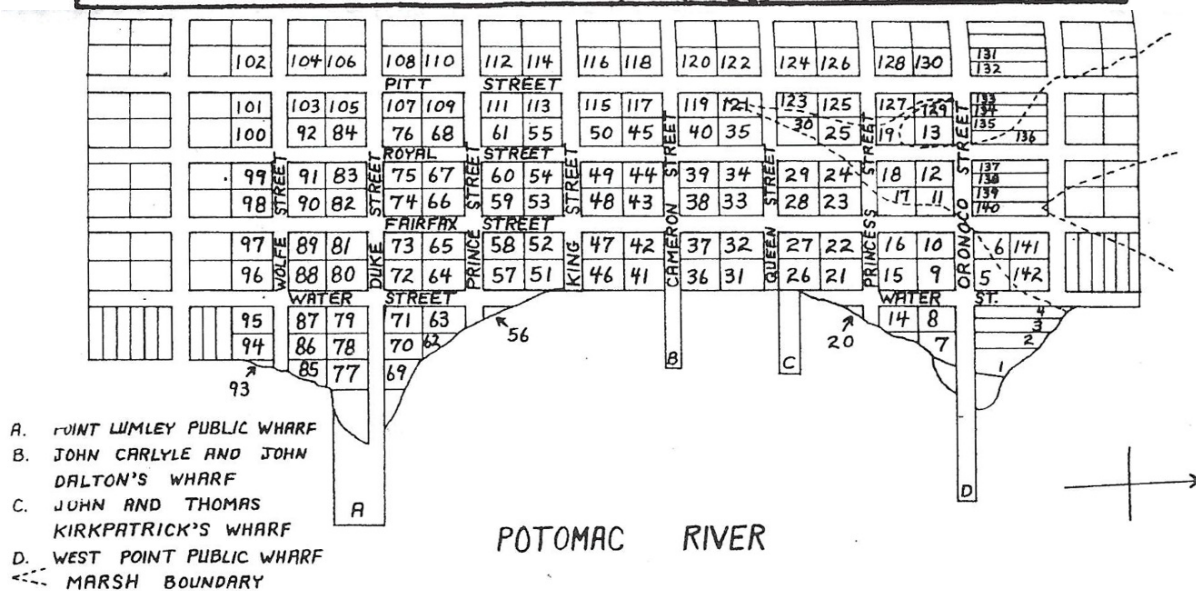 102 104 106 108 110 112 114 116 118 120 122 124 126 128 130 131
132
PITT STREET
101 103 105 107 109 111 113 115 117 119 121 123 125 127 129 133
134
100 92 84 76 68 61 55 50 45 40 35 30 25 19 13 135 136
ROYAL STREET
99 91 83 75 67 60 54 49 44 39 34 29 24 18 12 137
138
98 90 82 74 66 59 53 48 43 38 33 28 23 17 11 139
140
FAIRFAX STREET
97 89 81 73 65 58 52 47 42 37 32 27 22 16 10 6 141
96 88 80 72 64 57 51 46 41 36 31 26 21 15 9 5 142
WOLFE STREET
DUKE STREET
PRINCE STREET
KING STREET
CAMERON STREET
QUEEN STREET
PRINCESS STREET
ORONOCO STREET
WATER STREET WATER ST.
95 87 79 71 63 56 20 14 8 4
3
94 86 78 70 62 7 2
93 85 77 69 1
A
B
C
D
A. POINT LUMLEY PUBLIC WHARF
B. JOHN CARLYLE AND JOHN
DALTON'S WHARF
C. JOHN AND THOMAS
KIRKPATRICK'S WHARF
D. WEST POINT PUBLIC WHARF
MARSH BOUNDARY
POTOMAC RIVER